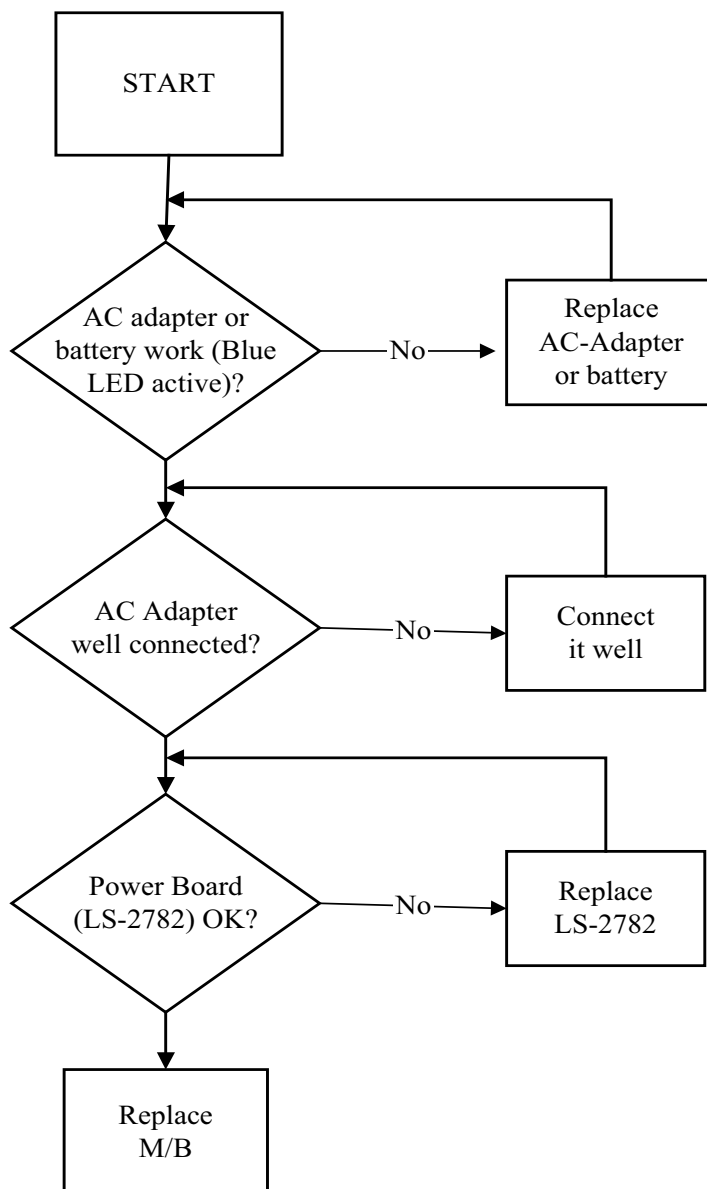 START
AC adapter or
battery work (Blue
LED active)?
No
Replace
AC-Adapter
or battery
AC Adapter
well connected?
No
Connect
it well
Power Board
(LS-2782) OK?
No
Replace
LS-2782
Replace
M/B